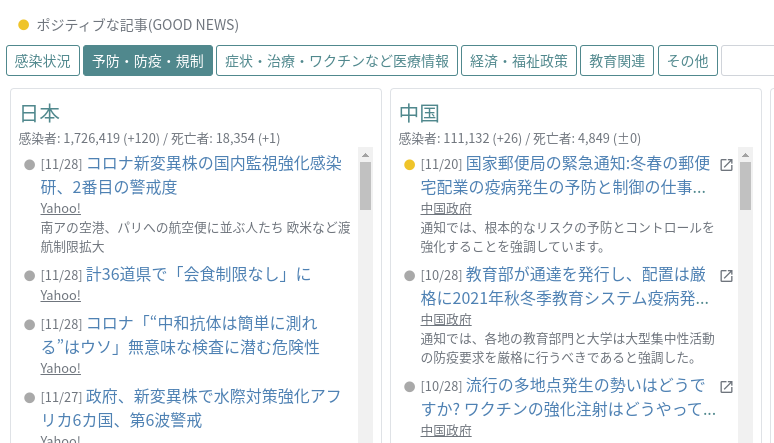 ポジティブな記事(GOOD NEWS)
感染状況 予防・防疫・規制 症状・治療・ワクチンなど医療情報 経済・福祉政策 教育関連 その他
日本
感染者: 1,726,419 (+120) / 死亡者: 18,354 (+1)
[11/28] コロナ新変異株の国内監視強化感染
研、2番目の警戒度
Yahoo!
南アの空港、パリへの航空便に並ぶ人たち 欧米など渡
航制限拡大
[11/28] 計36道県で「会食制限なし」に
Yahoo!
[11/28] コロナ「“中和抗体は簡単に測れ
る”はウソ」無意味な検査に潜む危険性
Yahoo!
[11/27] 政府、新変異株で水際対策強化アフ
リカ6カ国、第6波警戒
Yahoo!
中国
感染者: 111,132 (+26) / 死亡者: 4,849 (±0)
[11/20] 国家郵便局の緊急通知:冬春の郵便
宅配業の疫病発生の予防と制御の仕事...
中国政府
通知では、根本的なリスクの予防とコントロールを
強化することを強調しています。
[10/28] 教育部が通達を発行し、配置は厳
格に2021年秋冬季教育システム疫病発...
中国政府
通知では、各地の教育部門と大学は大型集中性活動
の防疫要求を厳格に行うべきであると強調した。
[10/28] 流行の多地点発生の勢いはどうで
すか? ワクチンの強化注射はどうやって...
中国政府